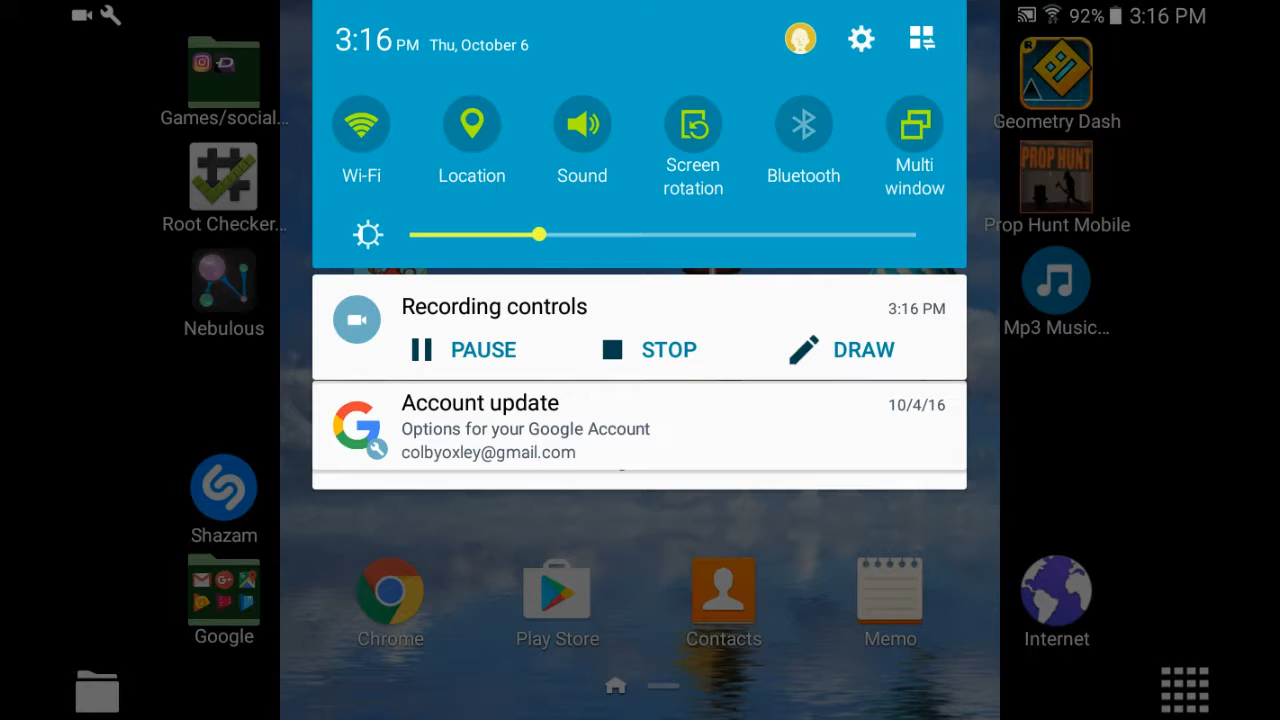 92% 3:16 PM
3:16 PM Thu, October 6
Wi-Fi
Location
Sound
Screen
rotation
Bluetooth
Multi
window
Recording controls
3:16 PM
PAUSE
STOP
DRAW
Account update
10/4/16
Options for your Google Account
colbyoxley@gmail.com
Games/social...
Root Checker...
Nebulous
Shazam
Google
Geometry Dash
PROP HUNT
Prop Hunt Mobile
Mp3 Music...
Chrome
Play Store
Contacts
Memo
Internet